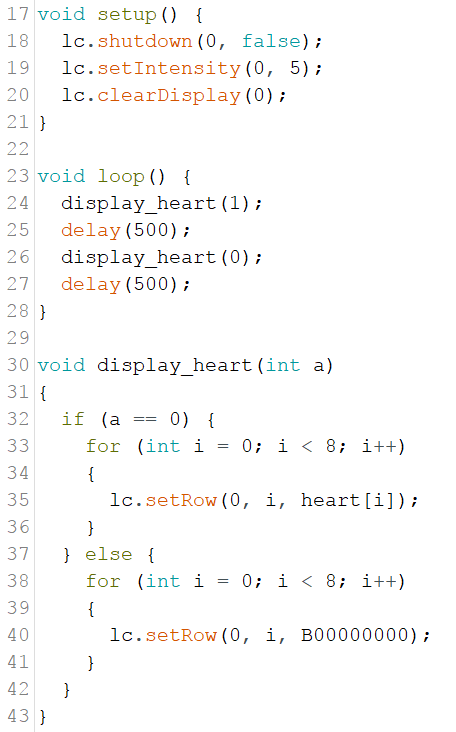 17 void setup() {
18   lc.shutdown(0, false);
19   lc.setIntensity(0, 5);
20   lc.clearDisplay(0);
21 }
22
23 void loop() {
24   display_heart(1);
25   delay(500);
26   display_heart(0);
27   delay(500);
28 }
29
30 void display_heart(int a)
31 {
32   if (a == 0) {
33     for (int i = 0; i < 8; i++)
34     {
35       lc.setRow(0, i, heart[i]);
36     }
37   } else {
38     for (int i = 0; i < 8; i++)
39     {
40       lc.setRow(0, i, B00000000);
41     }
42   }
43 }